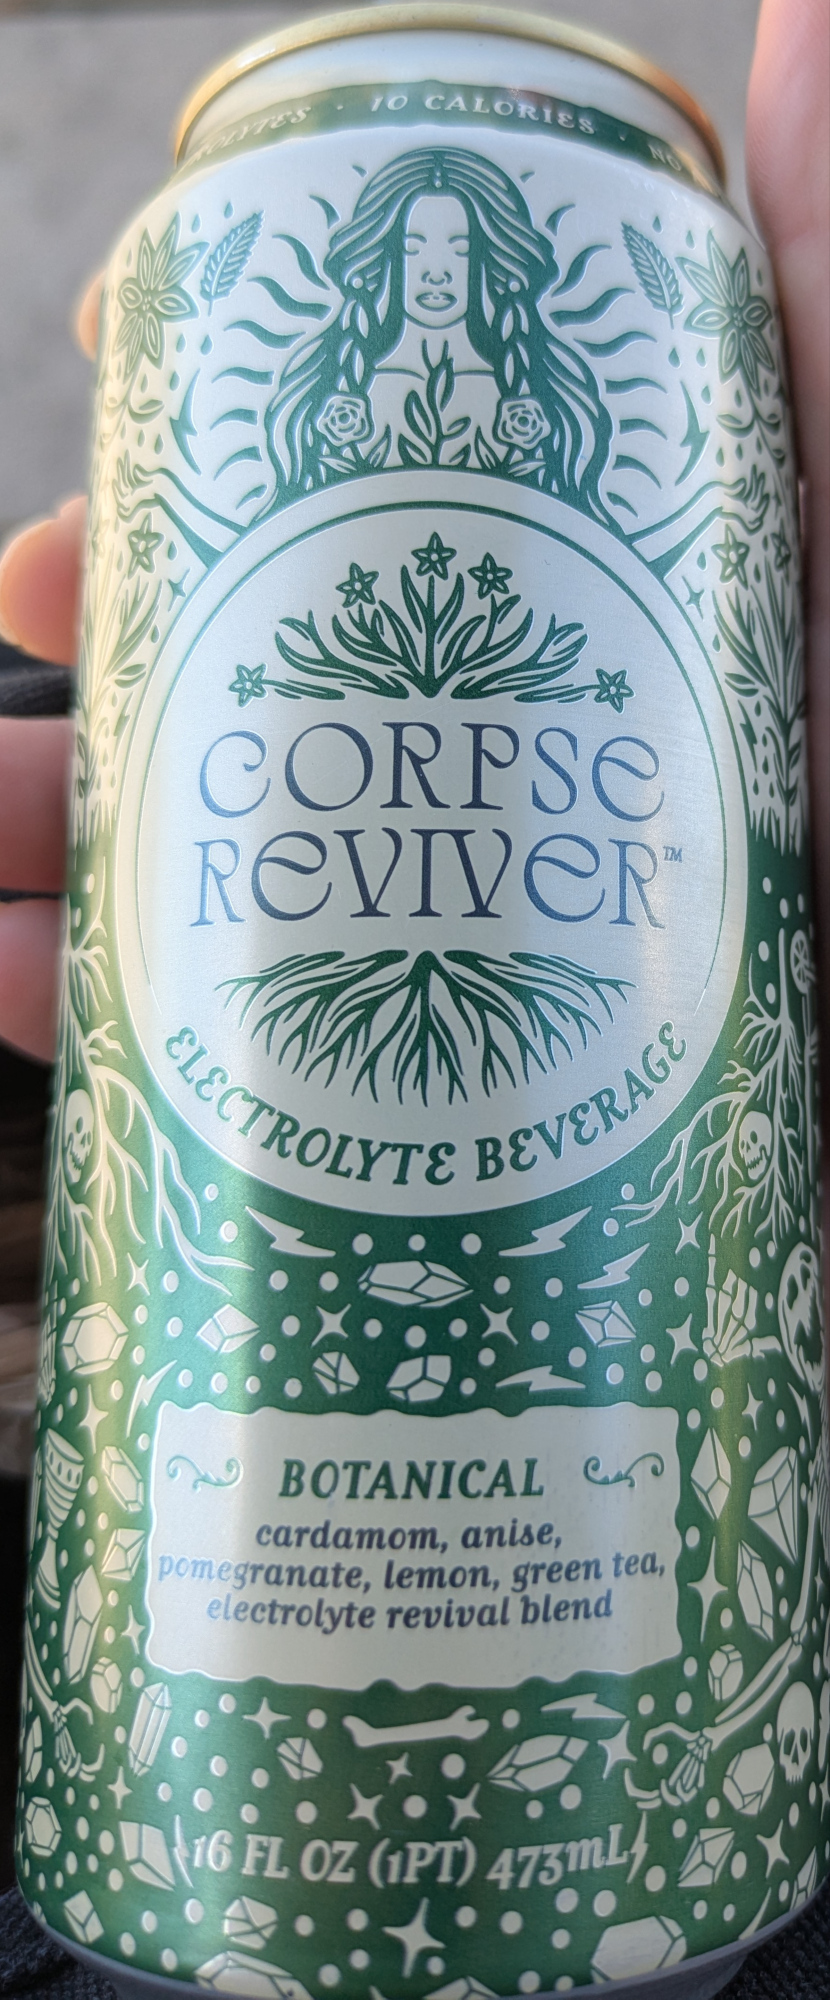 · 10 CALORIES ·
CORPSE
REVIVER™
ELECTROLYTE BEVERAGE
BOTANICAL
cardamom, anise,
pomegranate, lemon, green tea,
electrolyte revival blend
16 FL OZ (1PT) 473mL